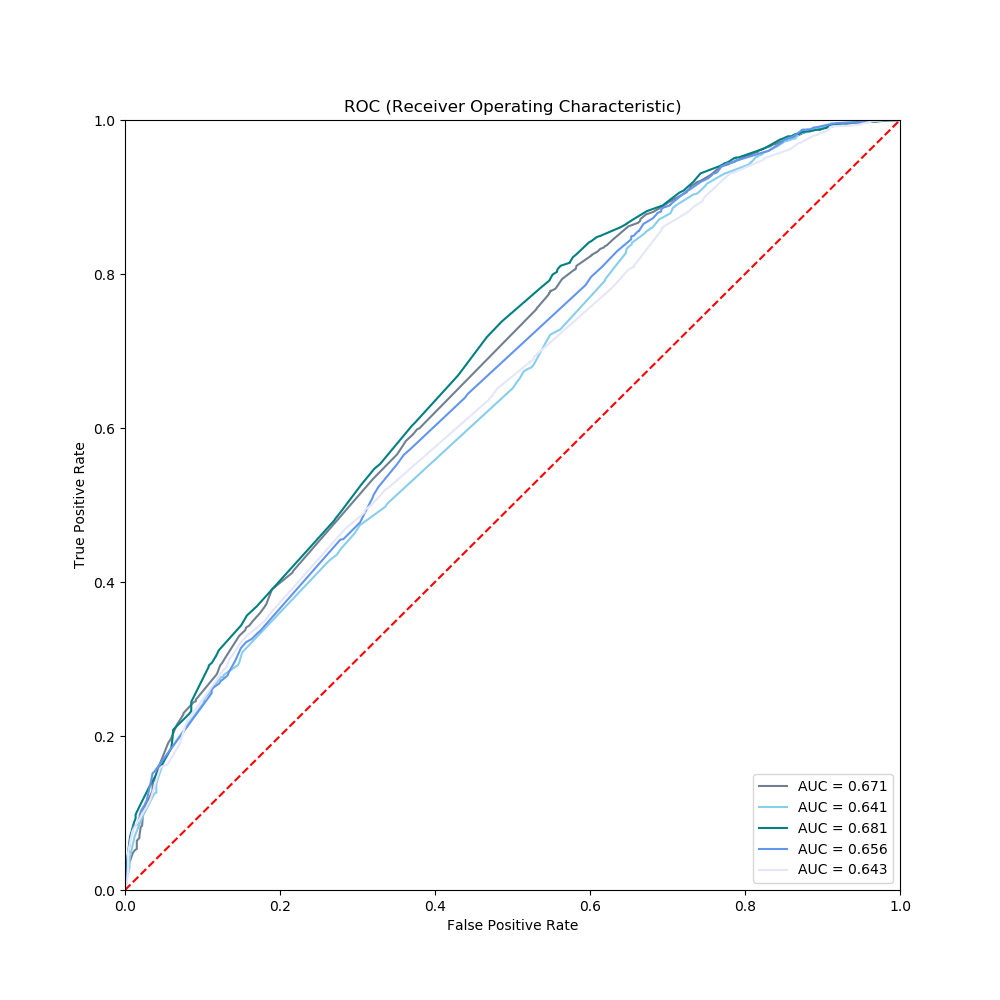 ROC (Receiver Operating Characteristic)
True Positive Rate
1.0
0.8
0.6
0.4
0.2
0.0
AUC = 0.671
AUC = 0.641
AUC = 0.681
AUC = 0.656
AUC = 0.643
0.0 0.2 0.4 0.6 0.8 1.0
False Positive Rate